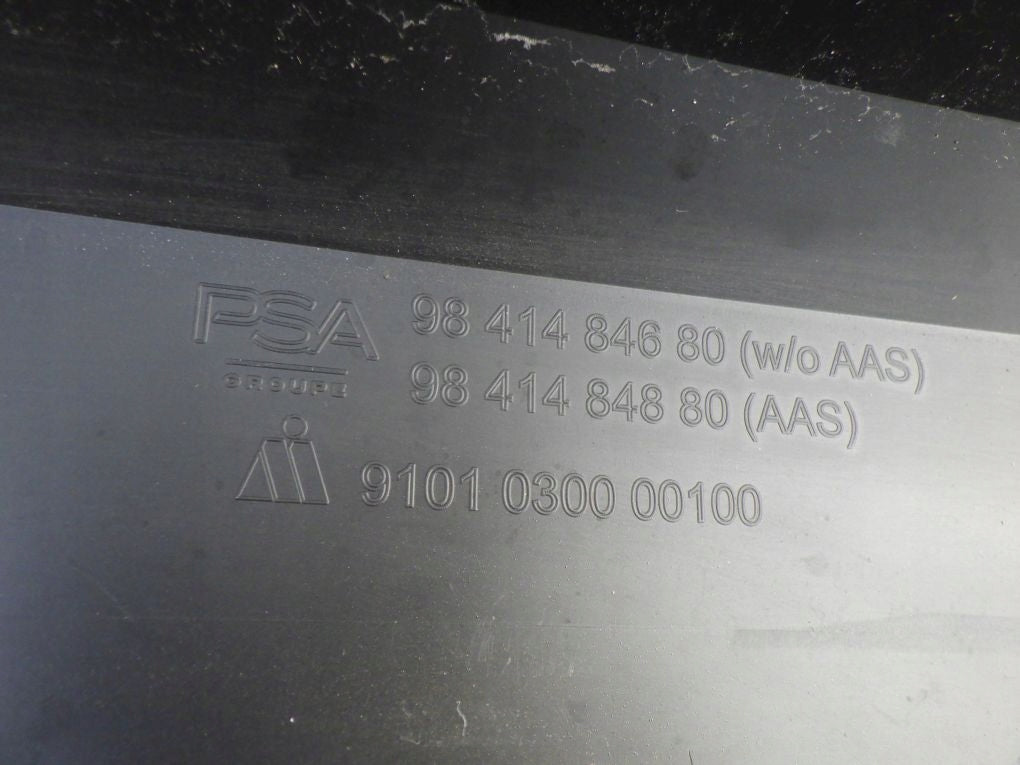 PSA 98 414 846 80 (w/o AAS)
GROUPE 98 414 848 80 (AAS)
9101 0300 00100